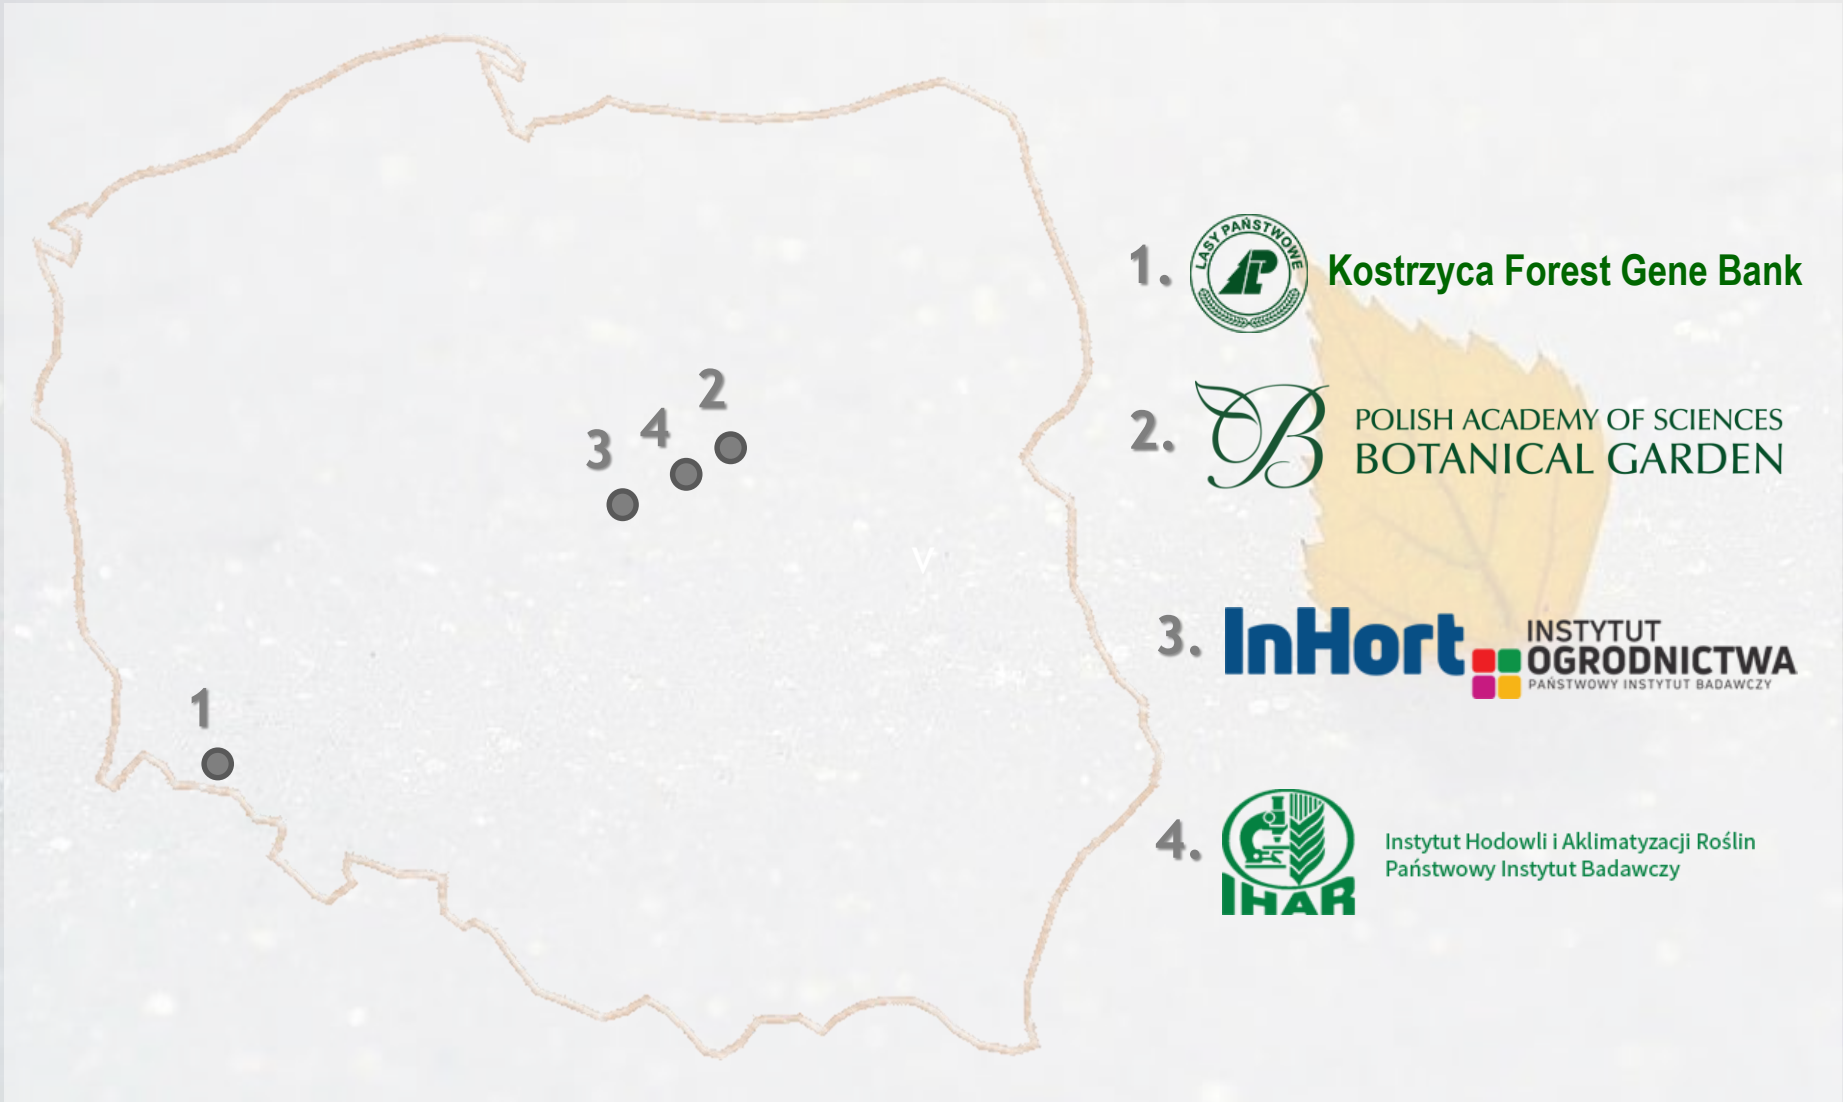 1.
LASY PAŃSTWOWE
LP
Kostrzyca Forest Gene Bank
2.
B
POLISH ACADEMY OF SCIENCES
BOTANICAL GARDEN
3.
InHort
INSTYTUT
OGRODNICTWA
PAŃSTWOWY INSTYTUT BADAWCZY
4.
IHAR
Instytut Hodowli i Aklimatyzacji Roślin
Państwowy Instytut Badawczy
2
4
3
1
v